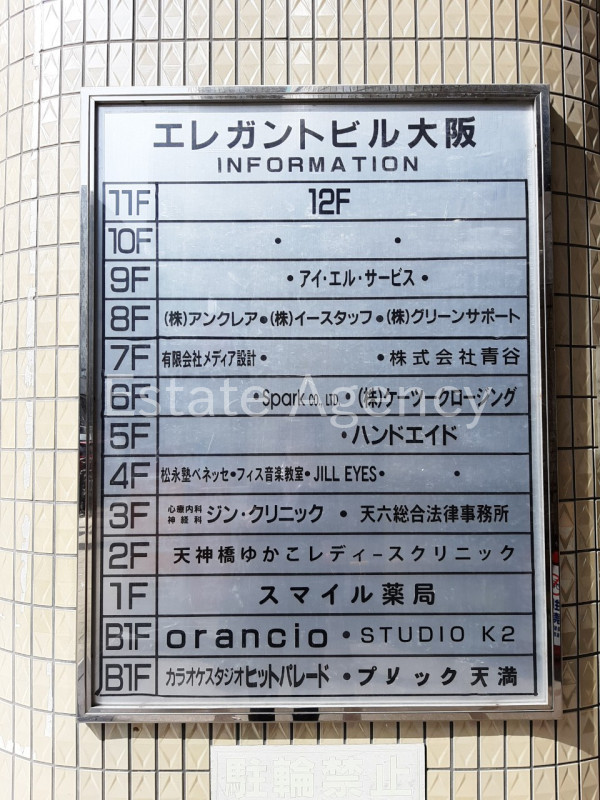 エレガントビル大阪
INFORMATION
11F 12F
10F ・ ・
9F ・アイ・エル・サービス・
8F (株)アンクレア・(株)イースタッフ・(株)グリーンサポート
7F 有限会社メディア設計・ ・株式会社青谷
6F ・Spark CO. LTD ・(株)ケーツークロージング
5F ・ハンドエイド
4F 松永塾ベネッセ・フィス音楽教室・JILL EYES・ ・
3F 心療内科 神経科 ジン・クリニック ・ 天六総合法律事務所
2F 天神橋ゆかこレディースクリニック
1F スマイル薬局
B1F orancio ・STUDIO K2
B1F カラオケスタジオヒットパレード ・ブリック天満
Estate Agency
駐輪禁止